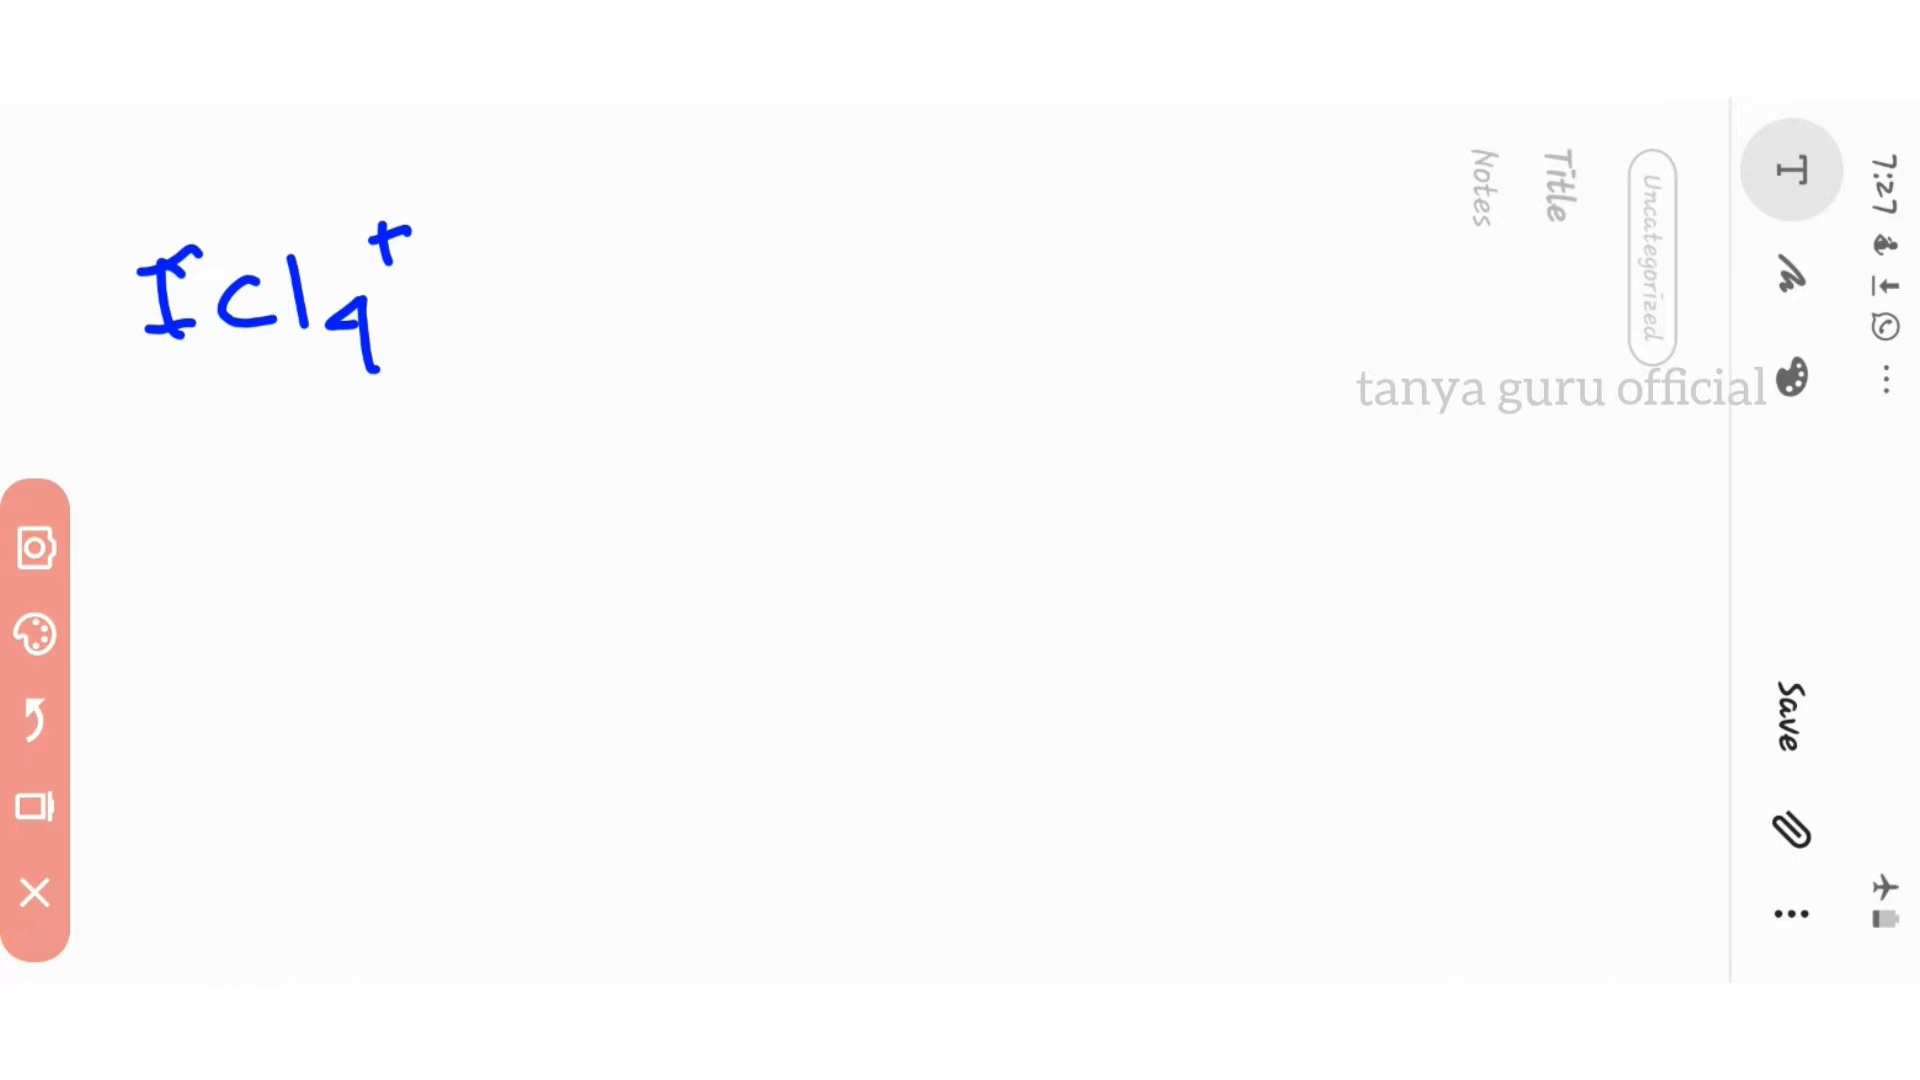 ICl4+
7:27
T
Uncategorized
Title
Notes
tanya guru official
Save